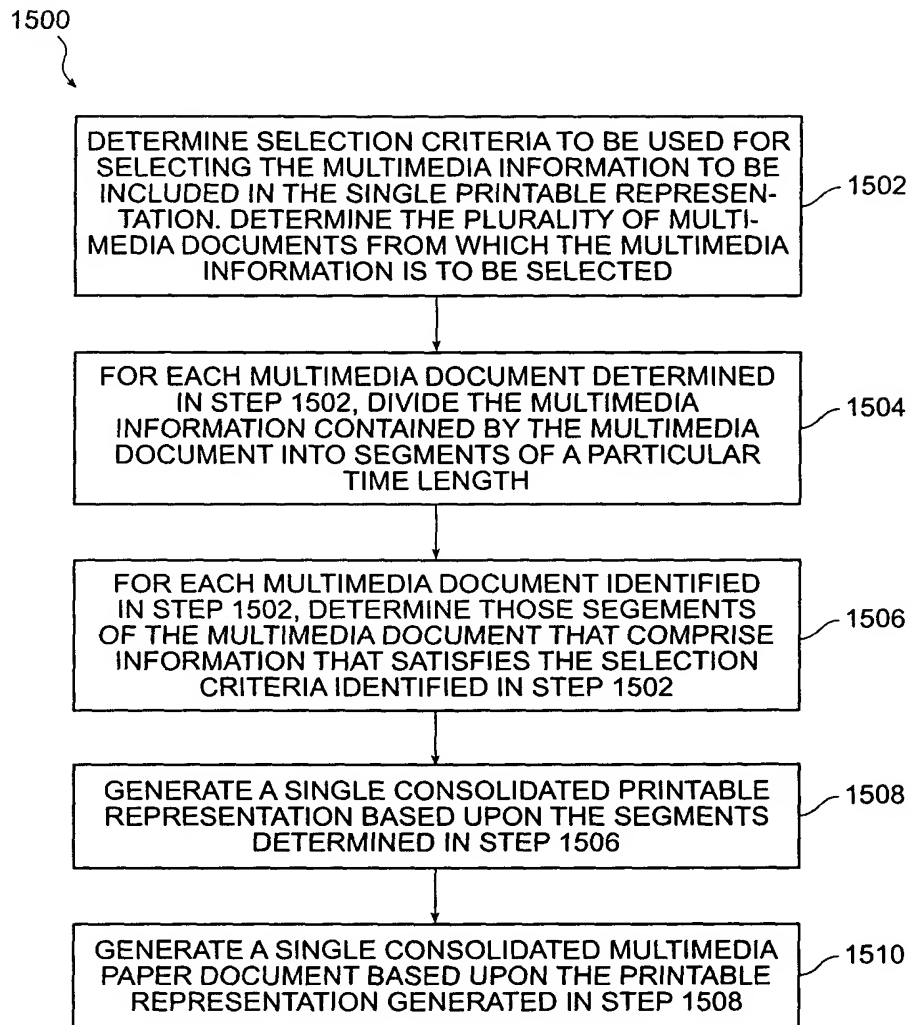 1500
DETERMINE SELECTION CRITERIA TO BE USED FOR
SELECTING THE MULTIMEDIA INFORMATION TO BE
INCLUDED IN THE SINGLE PRINTABLE REPRESEN-
TATION. DETERMINE THE PLURALITY OF MULTI-
MEDIA DOCUMENTS FROM WHICH THE MULTIMEDIA
INFORMATION IS TO BE SELECTED
1502
FOR EACH MULTIMEDIA DOCUMENT DETERMINED
IN STEP 1502, DIVIDE THE MULTIMEDIA
INFORMATION CONTAINED BY THE MULTIMEDIA
DOCUMENT INTO SEGMENTS OF A PARTICULAR
TIME LENGTH
1504
FOR EACH MULTIMEDIA DOCUMENT IDENTIFIED
IN STEP 1502, DETERMINE THOSE SEGEMENTS
OF THE MULTIMEDIA DOCUMENT THAT COMPRISE
INFORMATION THAT SATISFIES THE SELECTION
CRITERIA IDENTIFIED IN STEP 1502
1506
GENERATE A SINGLE CONSOLIDATED PRINTABLE
REPRESENTATION BASED UPON THE SEGMENTS
DETERMINED IN STEP 1506
1508
GENERATE A SINGLE CONSOLIDATED MULTIMEDIA
PAPER DOCUMENT BASED UPON THE PRINTABLE
REPRESENTATION GENERATED IN STEP 1508
1510